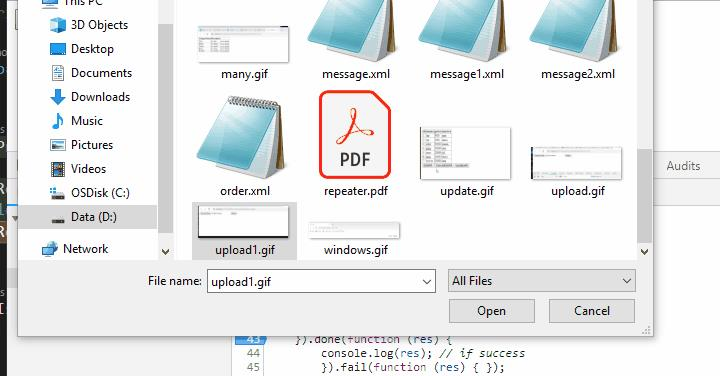 This PC
3D Objects
Desktop
Documents
Downloads
Music
Pictures
Videos
OSDisk (C:)
Data (D:)
Network
many.gif
message.xml
message1.xml
message2.xml
order.xml
PDF
repeater.pdf
update.gif
upload.gif
upload1.gif
windows.gif
Audits
File name:
upload1.gif
All Files
Open
Cancel
43 }).done(function (res) {
44 console.log(res); // if success
45 }).fail(function (res) { });